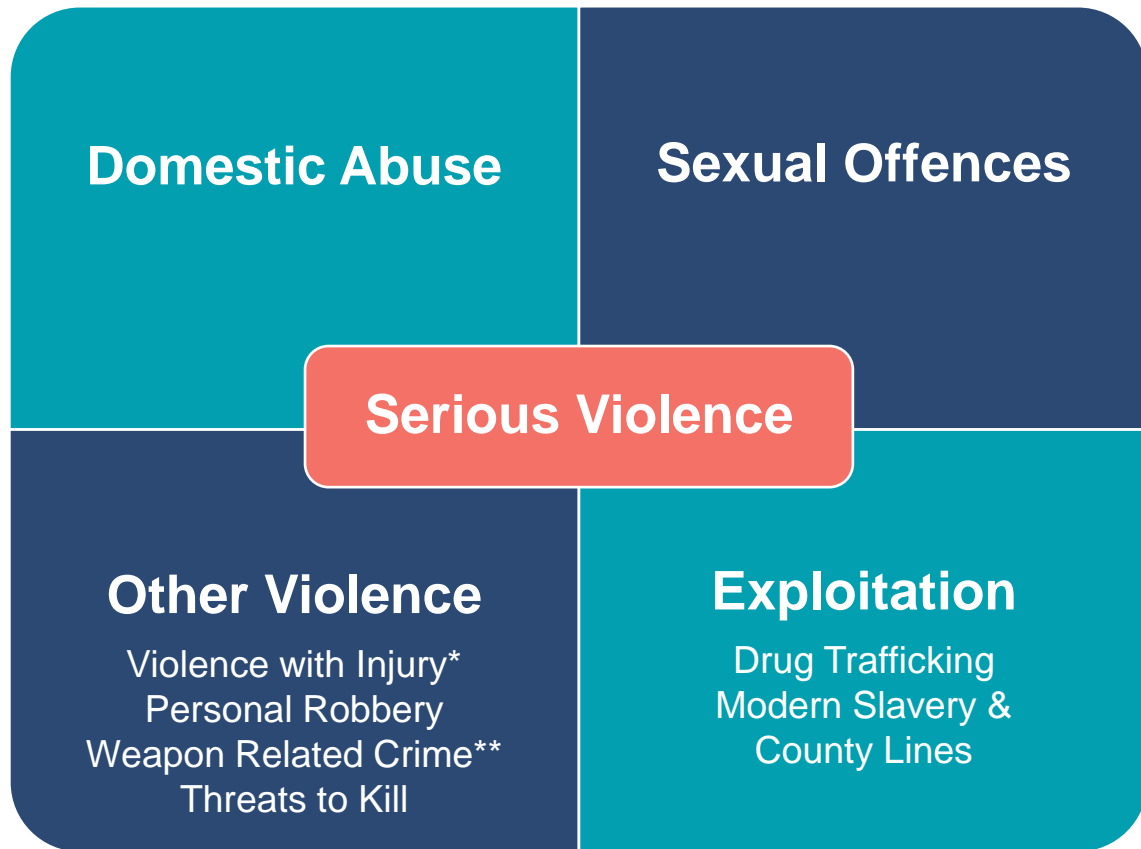 Domestic Abuse
Sexual Offences
Serious Violence
Other Violence
Violence with Injury*
Personal Robbery
Weapon Related Crime**
Threats to Kill
Exploitation
Drug Trafficking
Modern Slavery &
County Lines